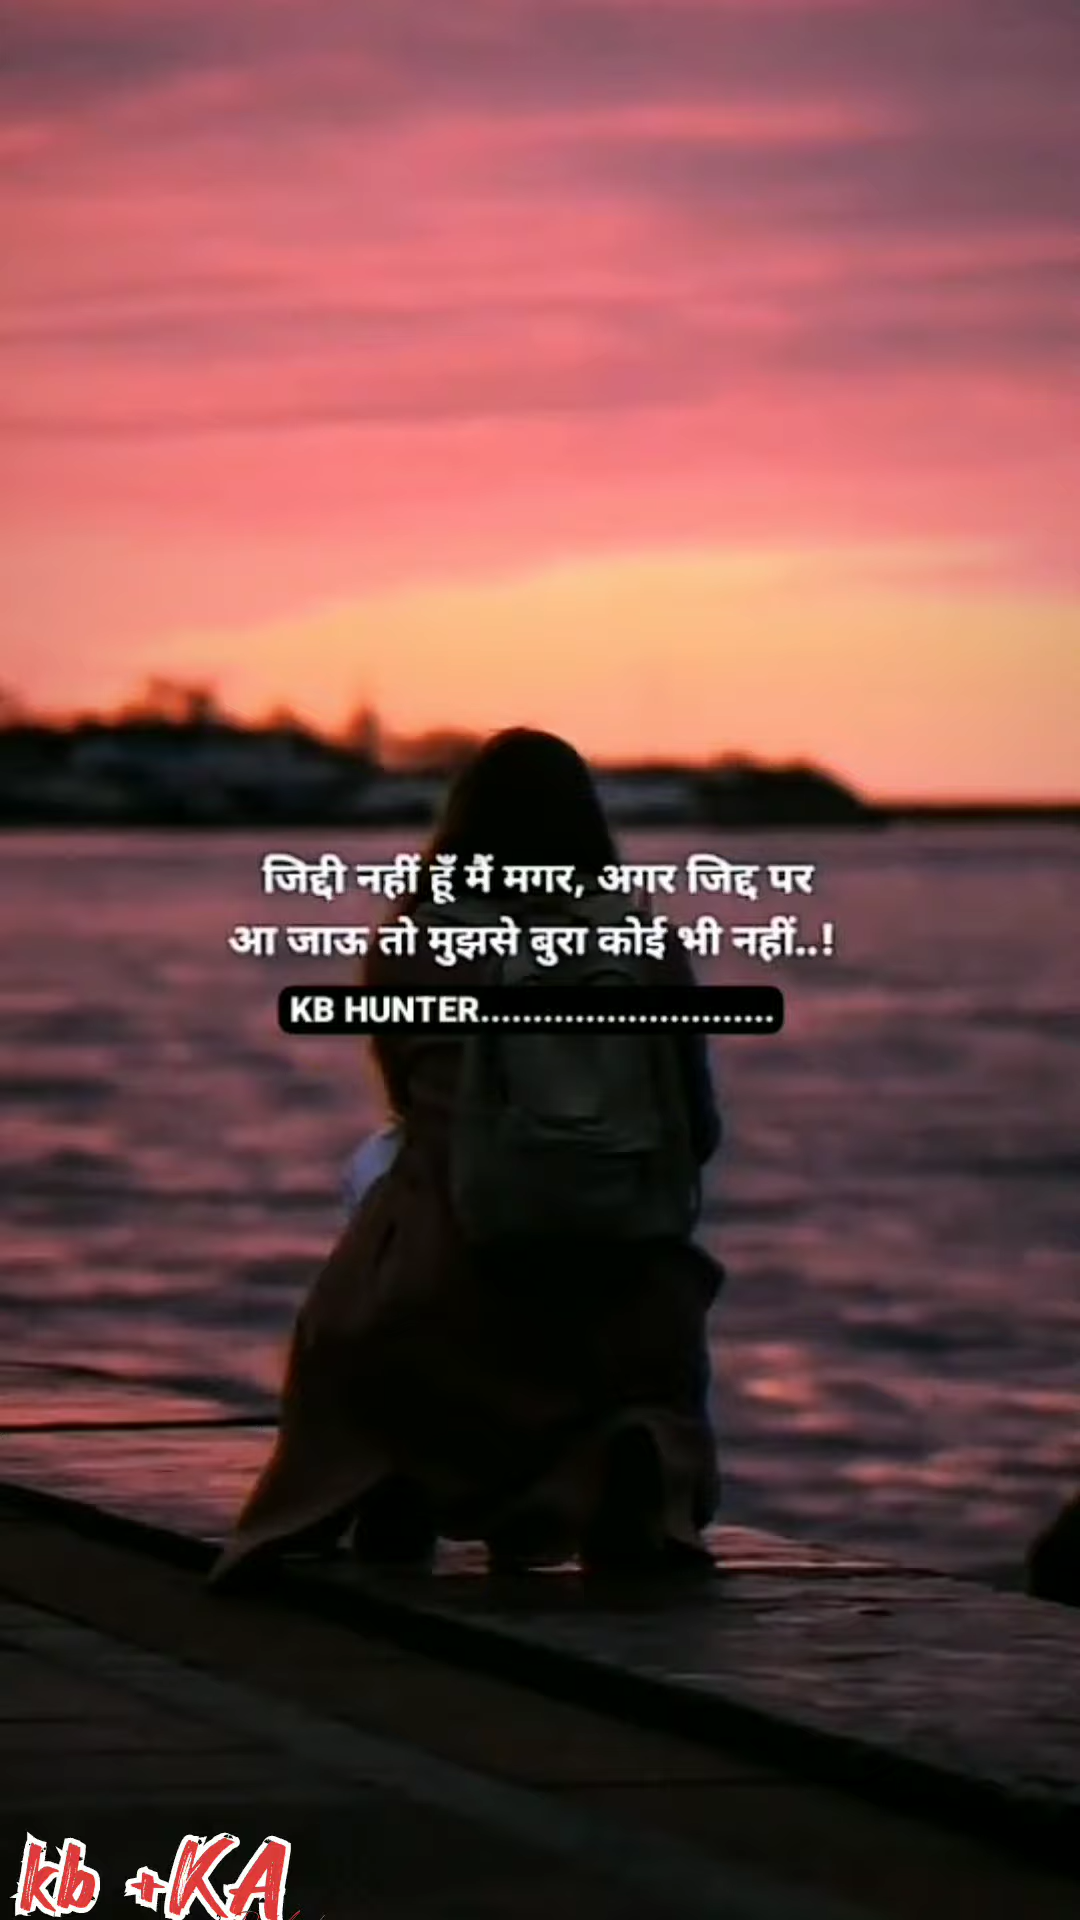 जिद्दी नहीं हूँ मैं मगर, अगर जिद्द पर
आ जाऊ तो मुझसे बुरा कोई भी नहीं..!
KB HUNTER............................
kb +KA